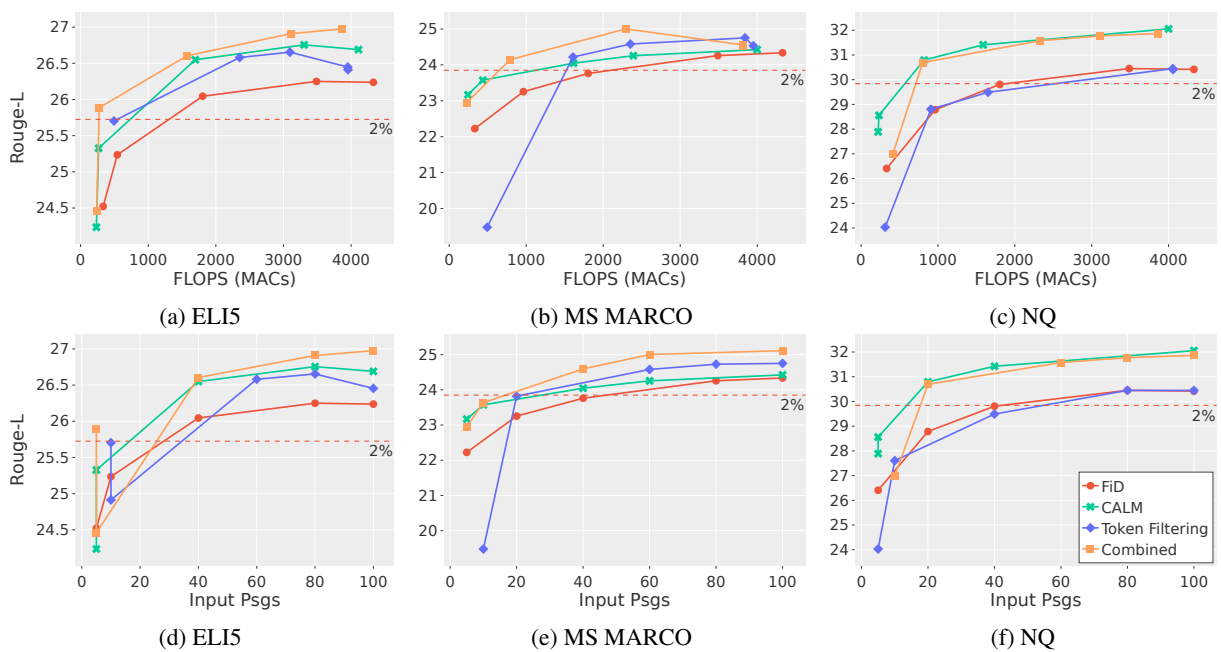 27
26.5
26
25.5
25
24.5
Rouge-L
2%
0 1000 2000 3000 4000
FLOPS (MACs)
(a) ELI5
25
24
23
22
21
20
2%
0 1000 2000 3000 4000
FLOPS (MACs)
(b) MS MARCO
32
31
30
29
28
27
26
25
24
2%
0 1000 2000 3000 4000
FLOPS (MACs)
(c) NQ
27
26.5
26
25.5
25
24.5
Rouge-L
2%
0 20 40 60 80 100
Input Psgs
(d) ELI5
25
24
23
22
21
20
2%
0 20 40 60 80 100
Input Psgs
(e) MS MARCO
32
31
30
29
28
27
26
25
24
2%
FiD
CALM
Token Filtering
Combined
0 20 40 60 80 100
Input Psgs
(f) NQ